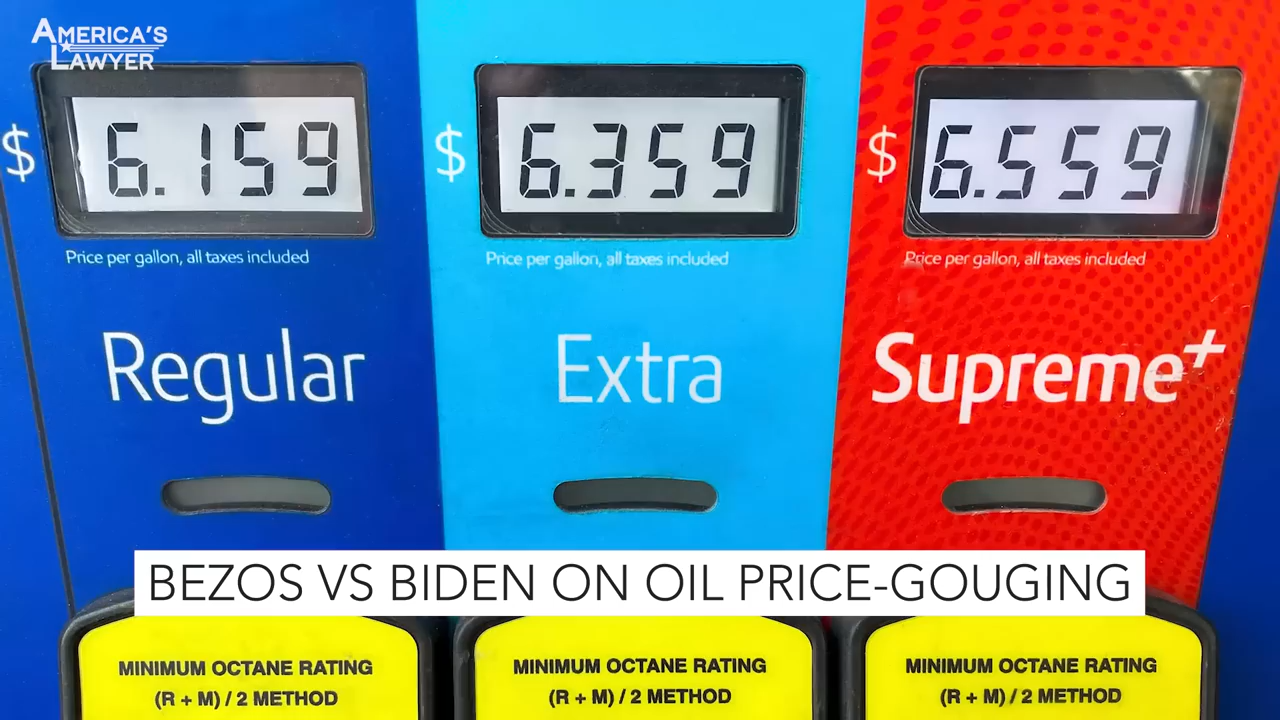 AMERICA'S
LAWYER
$ 6.159
Price per gallon, all taxes included
Regular
$ 6.359
Price per gallon, all taxes included
Extra
$ 6.559
Price per gallon, all taxes included
Supreme+
BEZOS VS BIDEN ON OIL PRICE-GOUGING
MINIMUM OCTANE RATING
(R + M) / 2 METHOD
MINIMUM OCTANE RATING
(R + M) / 2 METHOD
MINIMUM OCTANE RATING
(R + M) / 2 METHOD